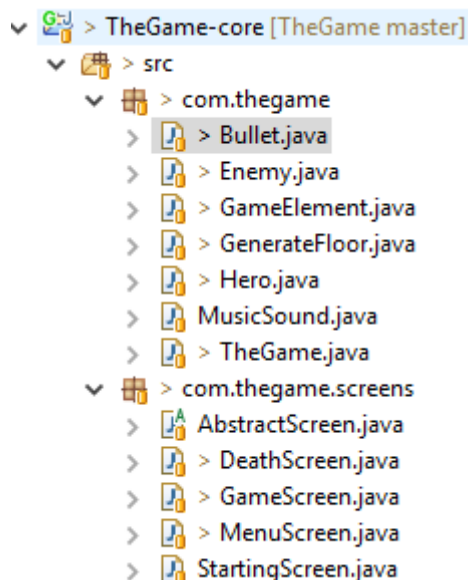 > TheGame-core [TheGame master]
> src
> com.thegame
> Bullet.java
> Enemy.java
> GameElement.java
> GenerateFloor.java
> Hero.java
MusicSound.java
> TheGame.java
> com.thegame.screens
AbstractScreen.java
> DeathScreen.java
> GameScreen.java
> MenuScreen.java
StartingScreen.java